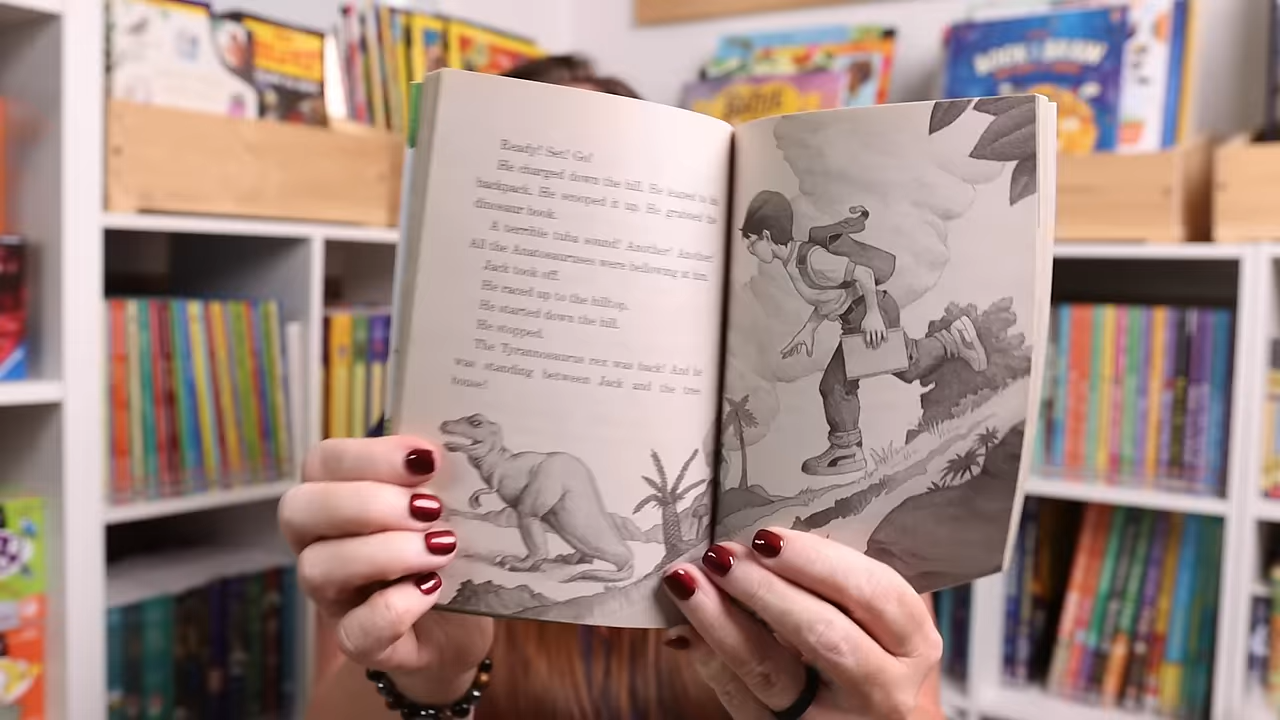 Ready! Set! Go!
He charged down the hill. He leaned to his
backpack. He scooped it up. He grabbed the
dinosaur book.
A terrible tuba sound! Another! Another
All the Anatosauruses were bellowing at him.
Jack took off.
He raced up to the hilltop.
He started down the hill.
He stopped.
The Tyrannosaurus rex was back! And he
was standing between Jack and the tree
house!